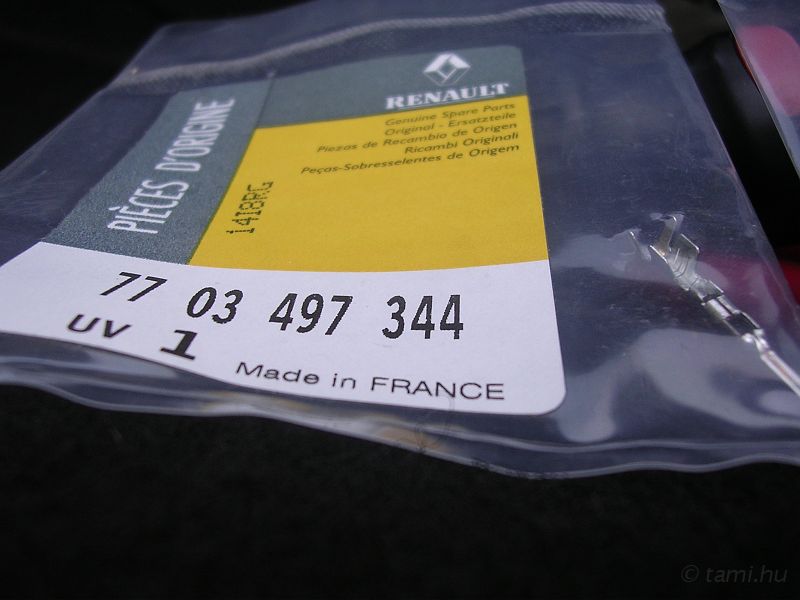 RENAULT
Genuine Spare Parts
Original - Ersatzteile
Piezas de Recambio de Origen
Ricambi Originali
Peças-Sobresselentes de Origem
PIÈCES D'ORIGINE
1418RG
77 03 497 344
UV 1
Made in FRANCE
© tami.hu